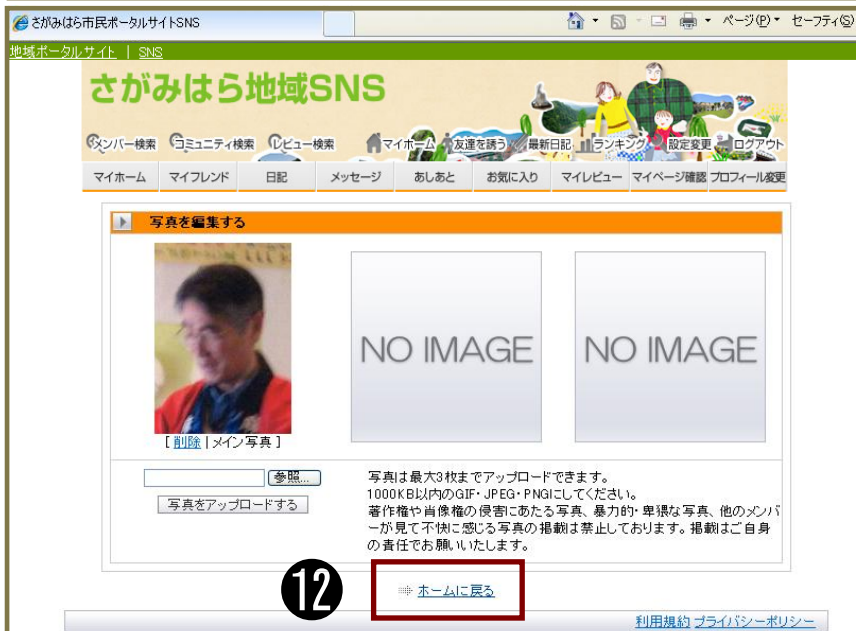 さがみはら市民ポータルサイトSNS
ページ(P) セーフティ(S)
地域ポータルサイト | SNS
さがみはら地域SNS
メンバー検索 コミュニティ検索 レビュー検索 マイホーム 友達を誘う 最新日記 ランキング 設定変更 ログアウト
マイホーム マイフレンド 日記 メッセージ あしあと お気に入り マイレビュー マイページ確認 プロフィール変更
写真を編集する
NO IMAGE NO IMAGE
[ 削除 | メイン写真 ]
参照...
写真をアップロードする
写真は最大3枚までアップロードできます。
1000KB以内のGIF・JPEG・PNGにしてください。
著作権や肖像権の侵害にあたる写真、暴力的・卑猥な写真、他のメンバ
ーが見て不快に感じる写真の掲載は禁止しております。掲載はご自身
の責任でお願いいたします。
⑫ ⇒ ホームに戻る
利用規約 プライバシーポリシー